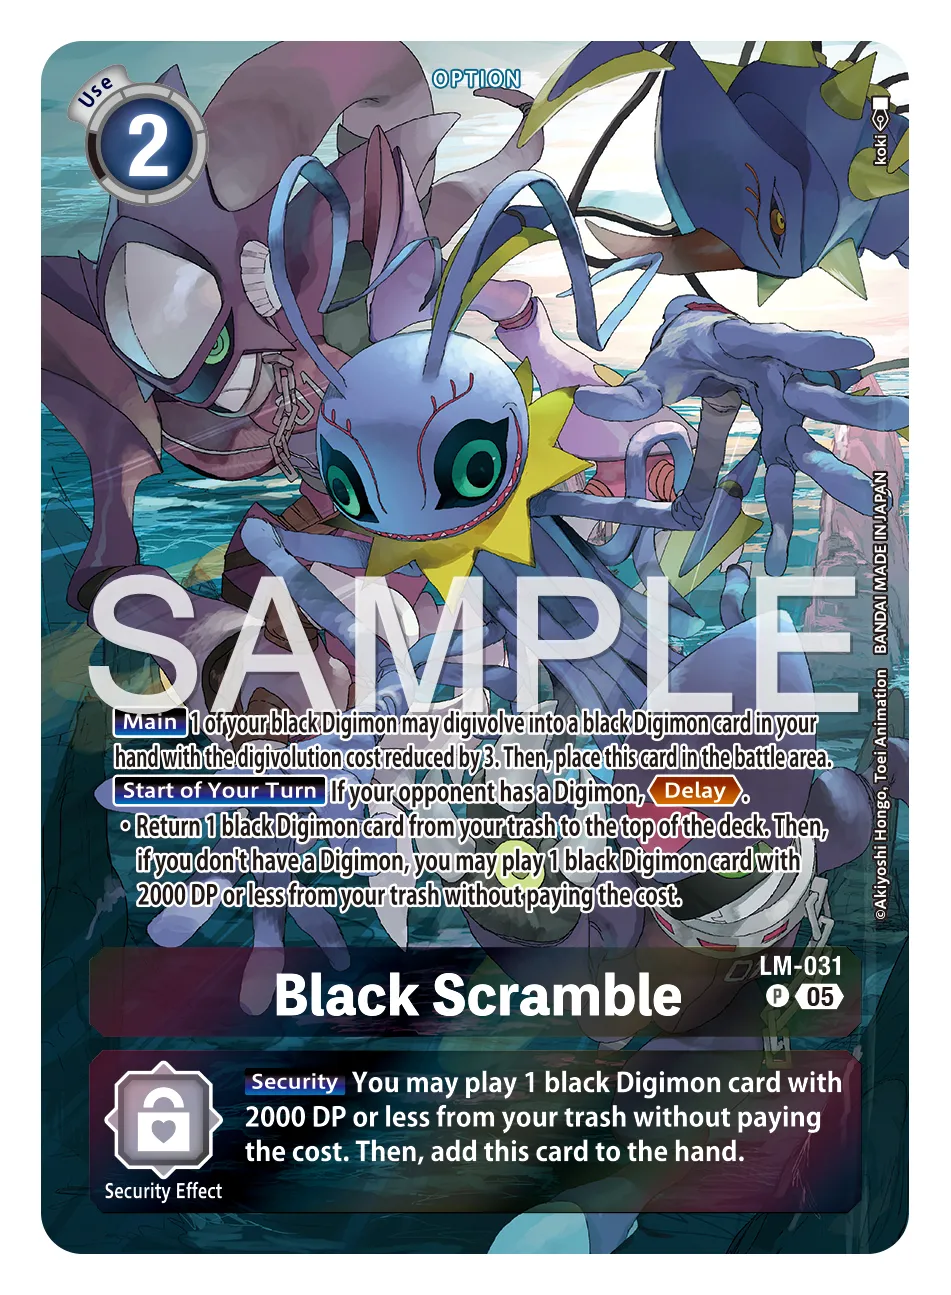 OPTION
Use
2
koki
SAMPLE
Main 1 of your black Digimon may digivolve into a black Digimon card in your
hand with the digivolution cost reduced by 3. Then, place this card in the battle area.
Start of Your Turn If your opponent has a Digimon, Delay.
• Return 1 black Digimon card from your trash to the top of the deck. Then,
if you don't have a Digimon, you may play 1 black Digimon card with
2000 DP or less from your trash without paying the cost.
©Akiyoshi Hongo, Toei Animation BANDAI MADE IN JAPAN
LM-031
Black Scramble
P 05
Security You may play 1 black Digimon card with
2000 DP or less from your trash without paying
the cost. Then, add this card to the hand.
Security Effect